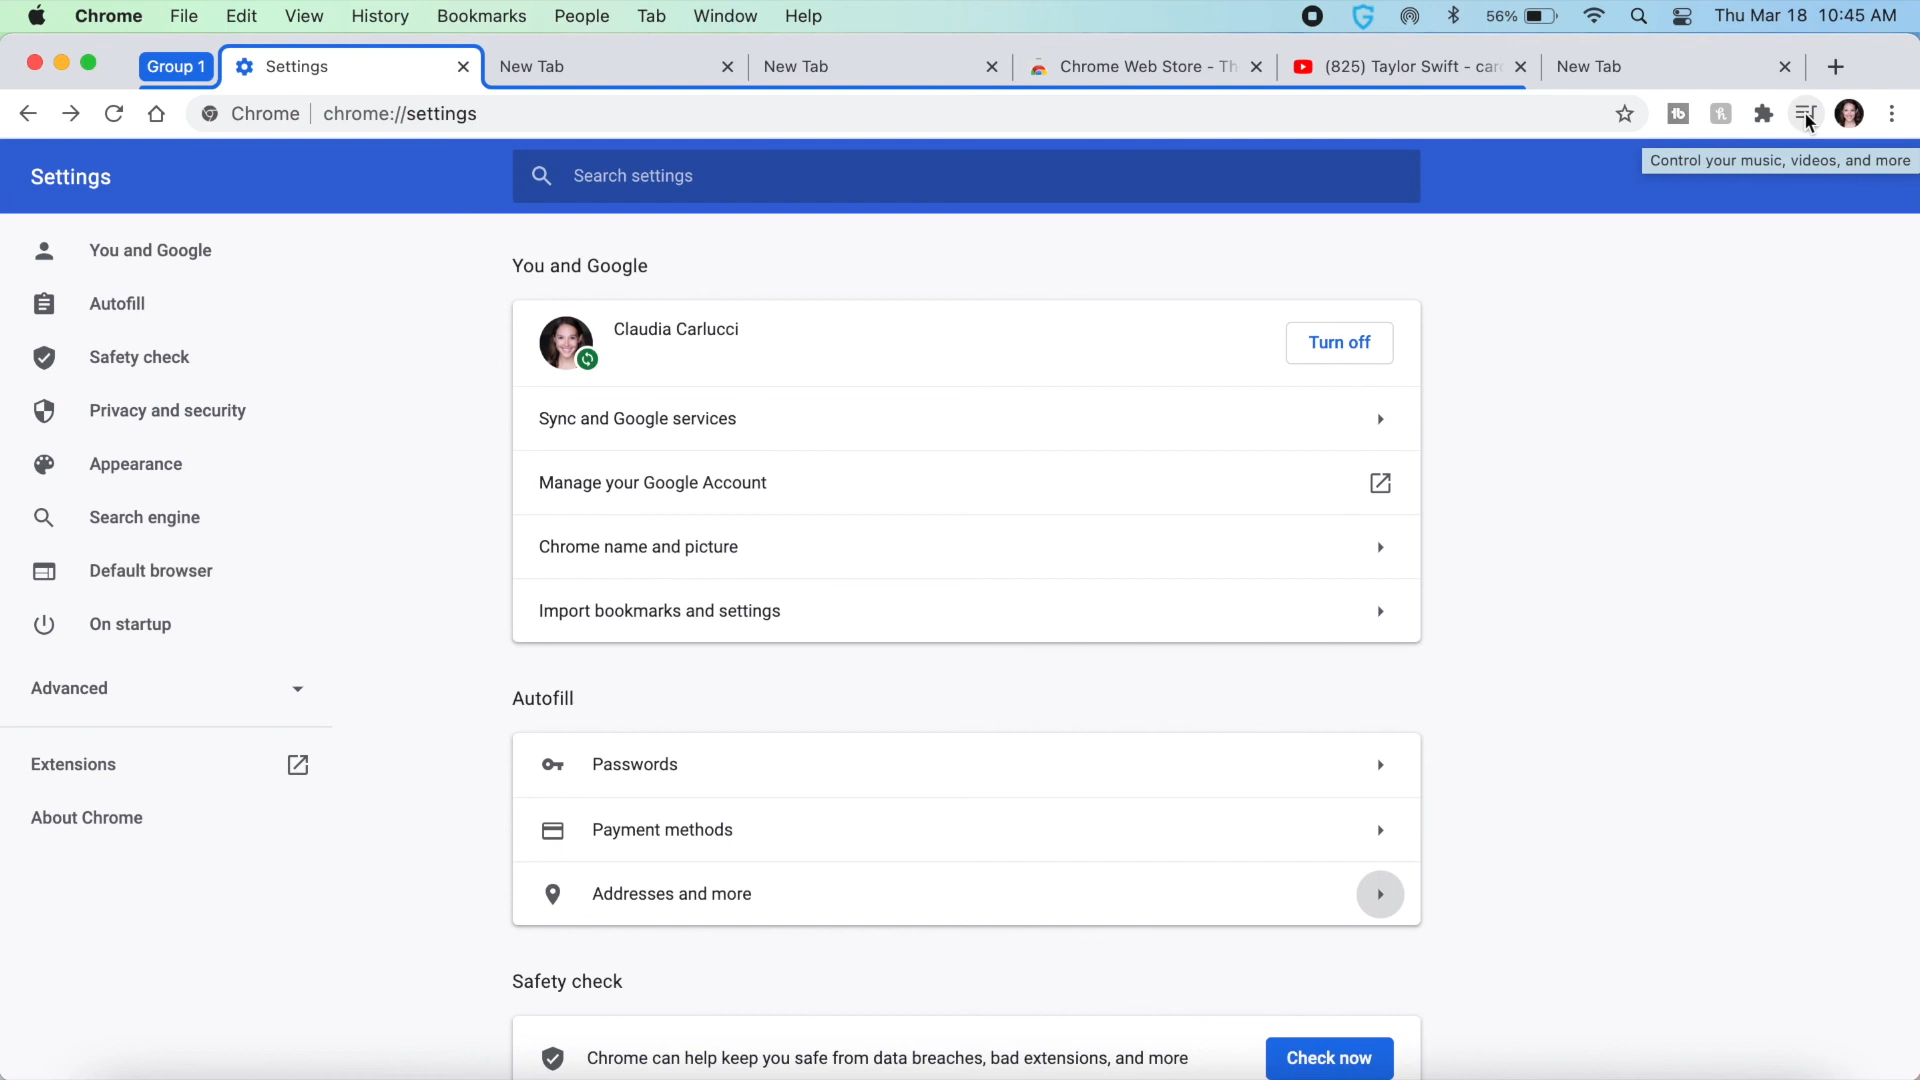 Chrome File Edit View History Bookmarks People Tab Window Help 56% Thu Mar 18 10:45 AM
Group 1 Settings New Tab New Tab Chrome Web Store - Th (825) Taylor Swift - car New Tab
Chrome chrome://settings
Control your music, videos, and more
Settings
Search settings
You and Google
Autofill
Safety check
Privacy and security
Appearance
Search engine
Default browser
On startup
Advanced
Extensions
About Chrome
You and Google
Claudia Carlucci
Turn off
Sync and Google services
Manage your Google Account
Chrome name and picture
Import bookmarks and settings
Autofill
Passwords
Payment methods
Addresses and more
Safety check
Chrome can help keep you safe from data breaches, bad extensions, and more
Check now